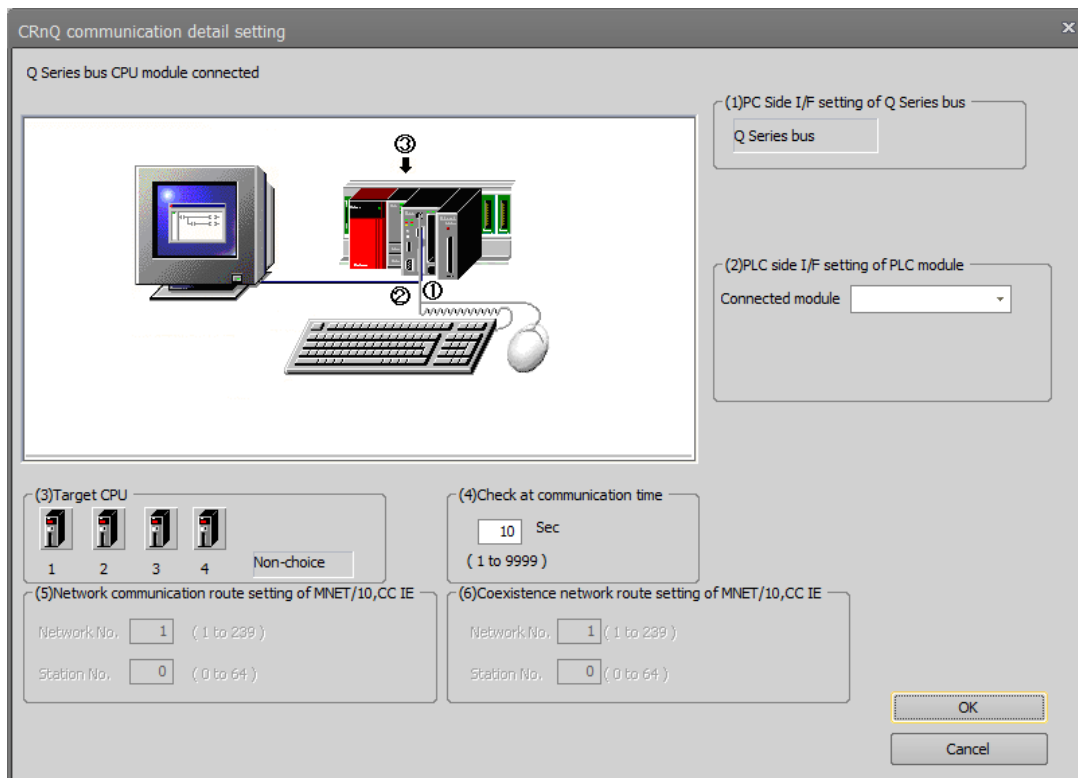 CRnQ communication detail setting
Q Series bus CPU module connected
③
②
①
(1)PC Side I/F setting of Q Series bus
Q Series bus
(2)PLC side I/F setting of PLC module
Connected module
(3)Target CPU
1 2 3 4
Non-choice
(4)Check at communication time
10 Sec
( 1 to 9999 )
(5)Network communication route setting of MNET/10,CC IE
Network No. 1 ( 1 to 239 )
Station No. 0 ( 0 to 64 )
(6)Coexistence network route setting of MNET/10,CC IE
Network No. 1 ( 1 to 239 )
Station No. 0 ( 0 to 64 )
OK
Cancel